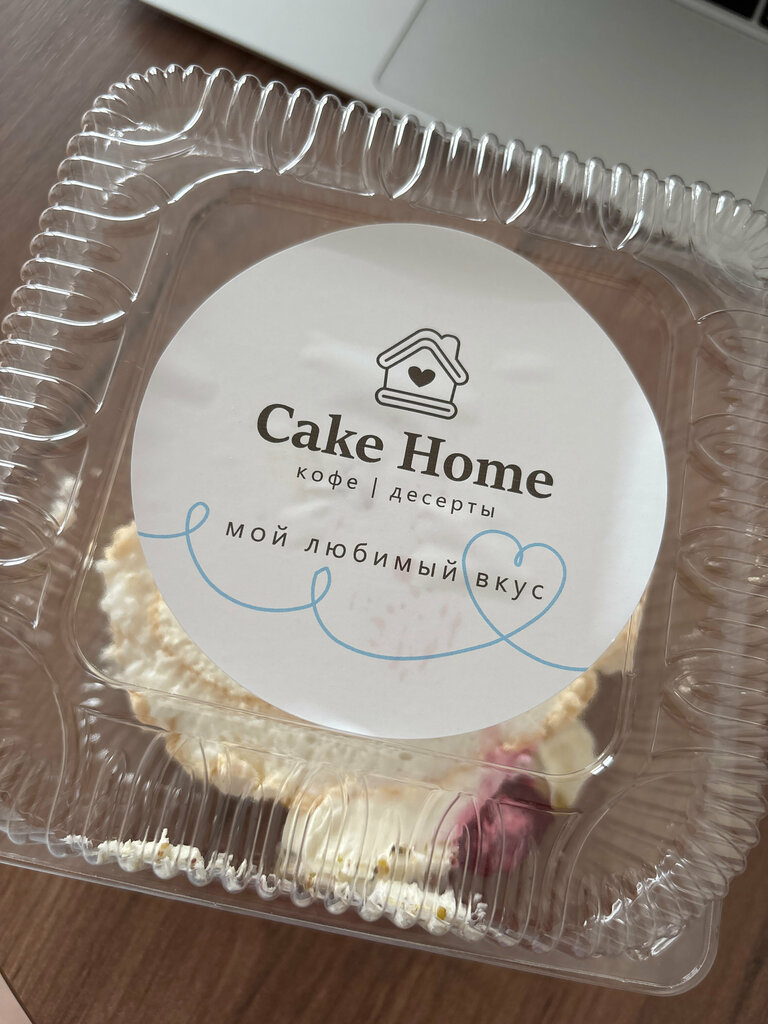 Cake Home
кофе | десерты
мой любимый вкус